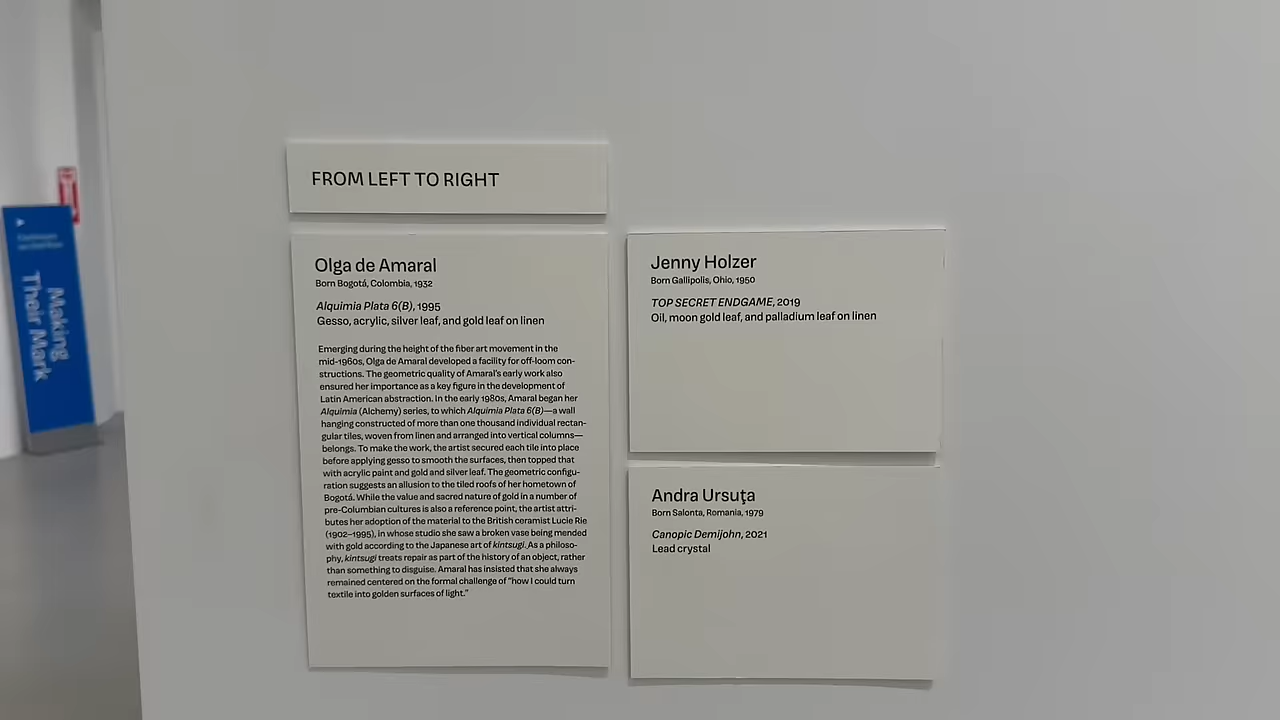 Making
Their Mark
FROM LEFT TO RIGHT
Olga de Amaral
Born Bogotá, Colombia, 1932
Alquimia Plata 6(B), 1995
Gesso, acrylic, silver leaf, and gold leaf on linen
Emerging during the height of the fiber art movement in the
mid-1960s, Olga de Amaral developed a facility for off-loom con-
structions. The geometric quality of Amaral's early work also
ensured her importance as a key figure in the development of
Latin American abstraction. In the early 1980s, Amaral began her
Alquimia (Alchemy) series, to which Alquimia Plata 6(B)—a wall
hanging constructed of more than one thousand individual rectan-
gular tiles, woven from linen and arranged into vertical columns—
belongs. To make the work, the artist secured each tile into place
before applying gesso to smooth the surfaces, then topped that
with acrylic paint and gold and silver leaf. The geometric configu-
ration suggests an allusion to the tiled roofs of her hometown of
Bogotá. While the value and sacred nature of gold in a number of
pre-Columbian cultures is also a reference point, the artist attri-
butes her adoption of the material to the British ceramist Lucie Rie
(1902–1995), in whose studio she saw a broken vase being mended
with gold according to the Japanese art of kintsugi. As a philoso-
phy, kintsugi treats repair as part of the history of an object, rather
than something to disguise. Amaral has insisted that she always
remained centered on the formal challenge of "how I could turn
textile into golden surfaces of light."
Jenny Holzer
Born Gallipolis, Ohio, 1950
TOP SECRET ENDGAME, 2019
Oil, moon gold leaf, and palladium leaf on linen
Andra Ursuţa
Born Salonta, Romania, 1979
Canopic Demijohn, 2021
Lead crystal